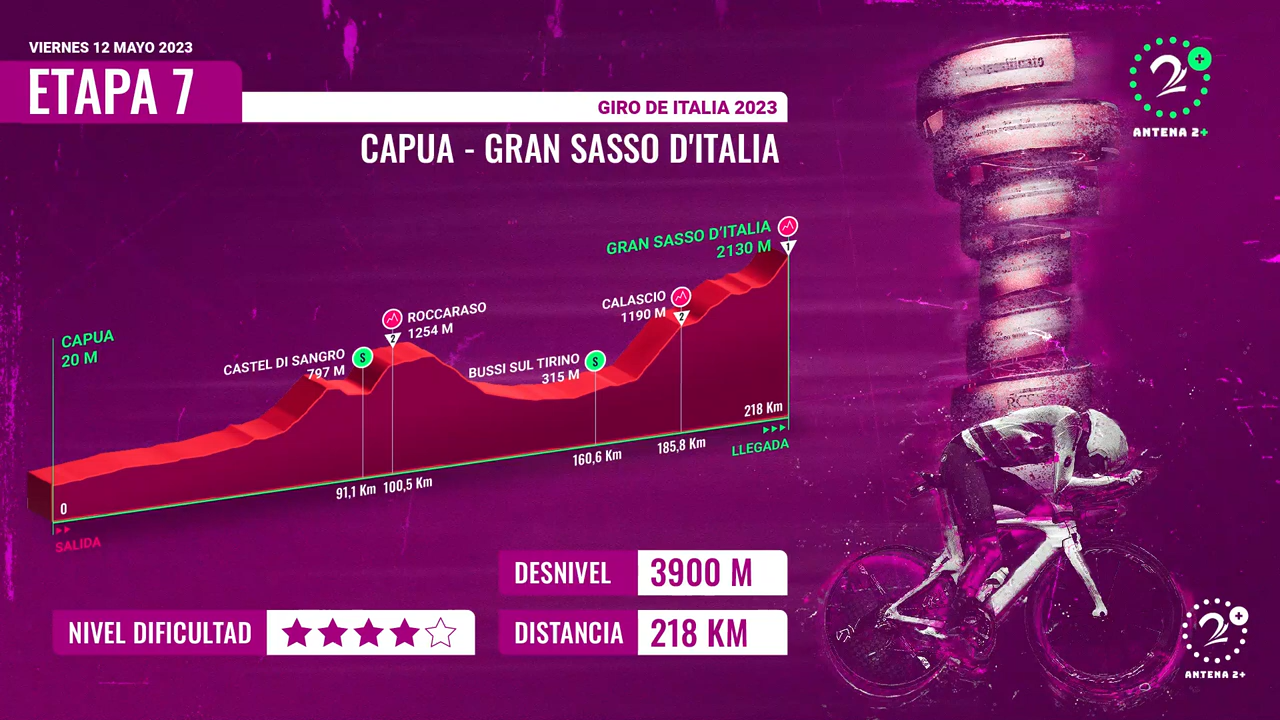 VIERNES 12 MAYO 2023
ETAPA 7
GIRO DE ITALIA 2023
CAPUA - GRAN SASSO D'ITALIA
2+
ANTENA 2+
GRAN SASSO D'ITALIA
2130 M
1
CALASCIO
1190 M
2
ROCCARASO
1254 M
2
CAPUA
20 M
CASTEL DI SANGRO
797 M
S
BUSSI SUL TIRINO
315 M
S
0
91,1 Km
100,5 Km
160,6 Km
185,8 Km
218 Km
SALIDA
LLEGADA
DESNIVEL
3900 M
NIVEL DIFICULTAD
DISTANCIA
218 KM
2+
ANTENA 2+